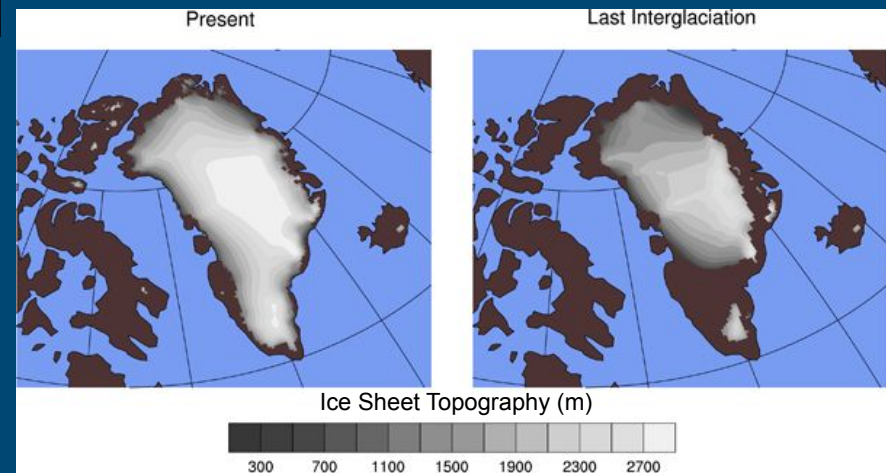 Present
Last Interglaciation
Ice Sheet Topography (m)
300 700 1100 1500 1900 2300 2700